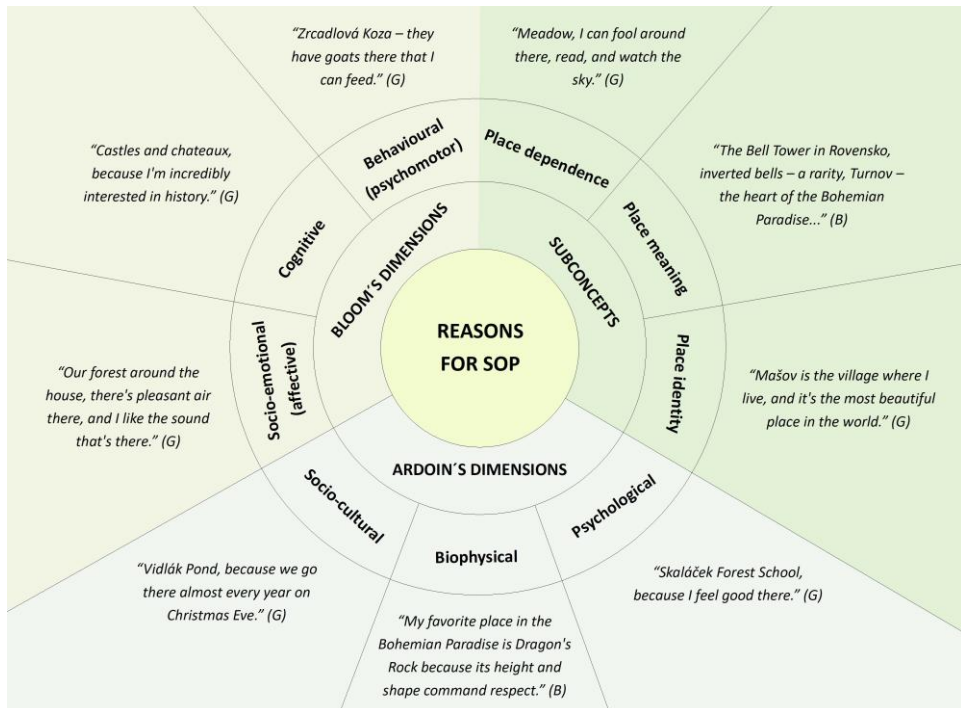 REASONS
FOR SOP
BLOOM´S DIMENSIONS
SUBCONCEPTS
ARDOIN´S DIMENSIONS
Behavioural
(psychomotor)
“Zrcadlová Koza – they
have goats there that I
can feed.” (G)
Place dependence
“Meadow, I can fool around
there, read, and watch the
sky.” (G)
Place meaning
“The Bell Tower in Rovensko,
inverted bells – a rarity, Turnov –
the heart of the Bohemian
Paradise...” (B)
Place identity
“Mašov is the village where I
live, and it's the most beautiful
place in the world.” (G)
Psychological
“Skaláček Forest School,
because I feel good there.” (G)
Biophysical
“My favorite place in the
Bohemian Paradise is Dragon's
Rock because its height and
shape command respect.” (B)
Socio-cultural
“Vidlák Pond, because we go
there almost every year on
Christmas Eve.” (G)
Socio-emotional
(affective)
“Our forest around the
house, there's pleasant air
there, and I like the sound
that's there.” (G)
Cognitive
“Castles and chateaux,
because I'm incredibly
interested in history.” (G)